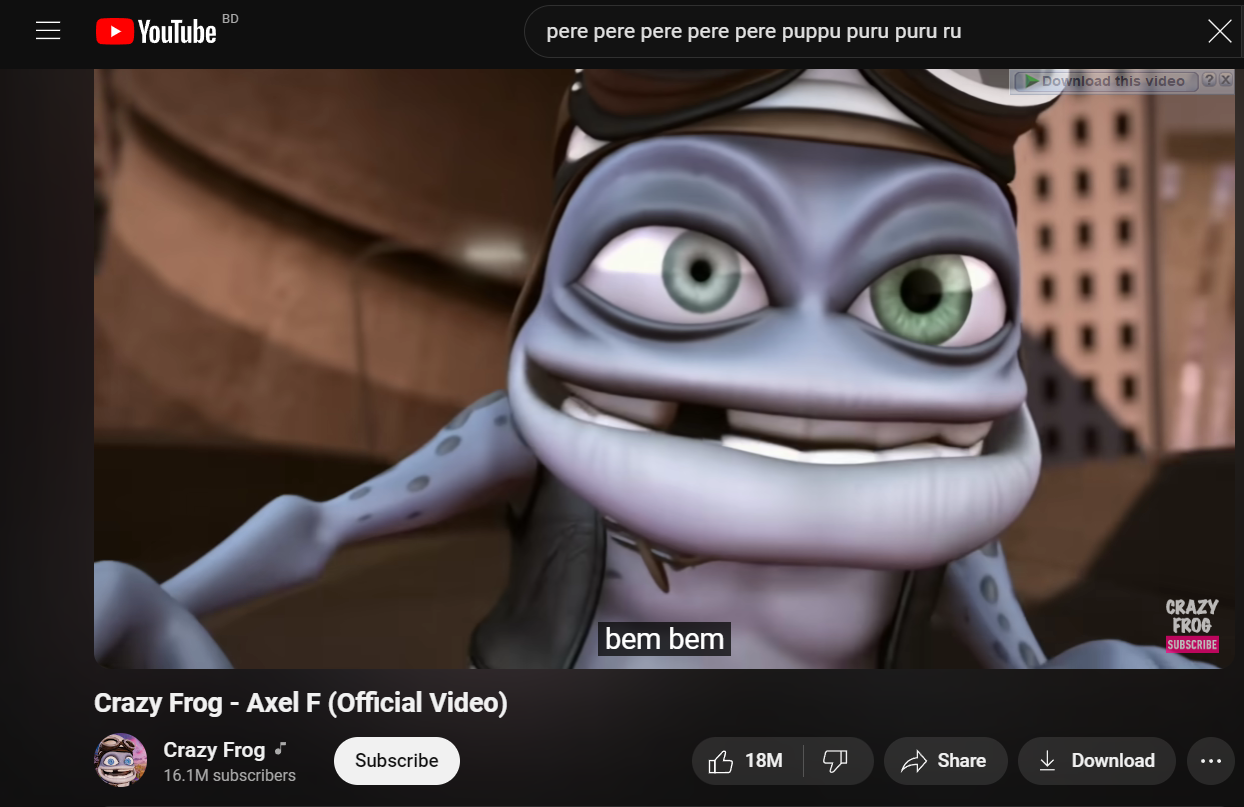 YouTube BD
pere pere pere pere pere puppu puru puru ru
Download this video ? X
CRAZY
FROG
SUBSCRIBE
bem bem
Crazy Frog - Axel F (Official Video)
Crazy Frog
16.1M subscribers
Subscribe
18M
Share
Download